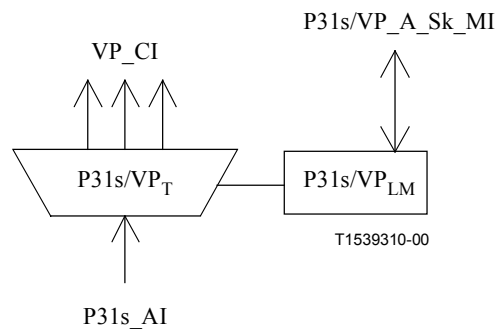 P31s/VP_A_Sk_MI
VP_CI
P31s/VP_T
P31s/VP_LM
T1539310-00
P31s_AI